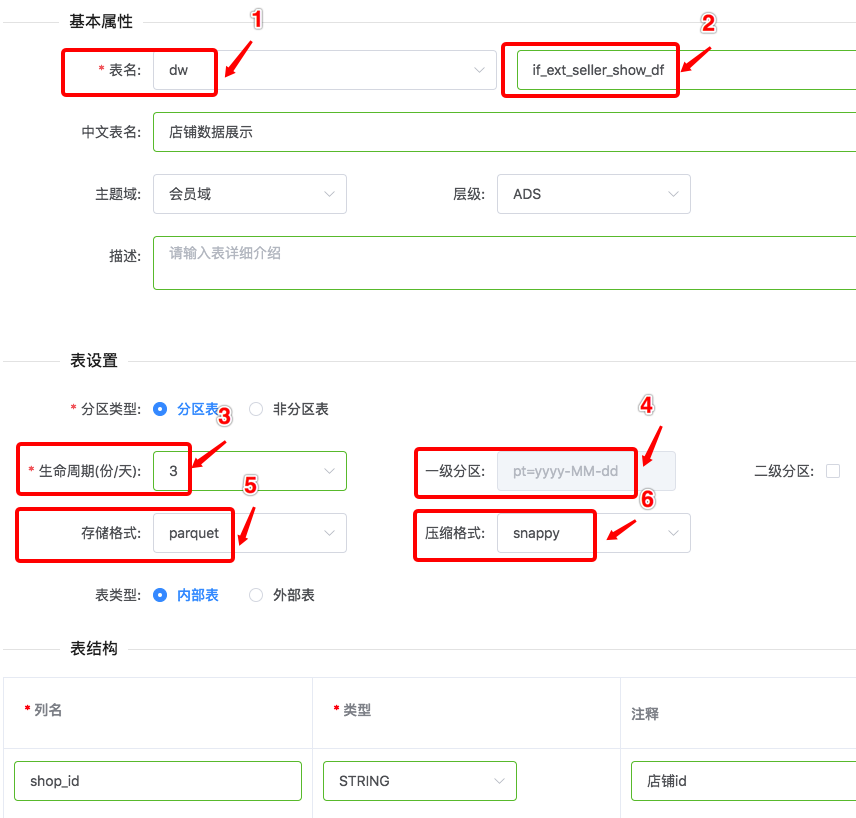 基本属性
1
2
* 表名: dw if_ext_seller_show_df
中文表名: 店铺数据展示
主题域: 会员域 层级: ADS
描述: 请输入表详细介绍
表设置
* 分区类型: 分区表 非分区表
3
4
* 生命周期(份/天): 3 一级分区: pt=yyyy-MM-dd 二级分区:
5
6
存储格式: parquet 压缩格式: snappy
表类型: 内部表 外部表
表结构
* 列名 * 类型 注释
shop_id STRING 店铺id